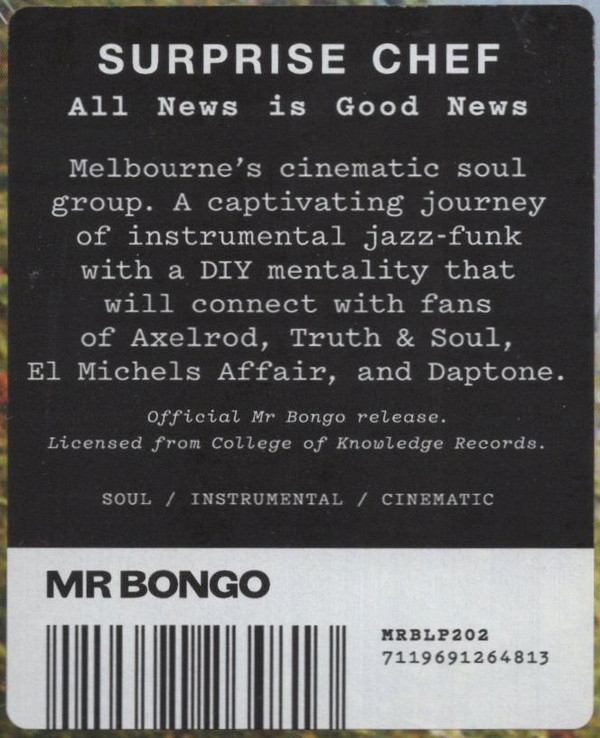 SURPRISE CHEF
All News is Good News
Melbourne's cinematic soul
group. A captivating journey
of instrumental jazz-funk
with a DIY mentality that
will connect with fans
of Axelrod, Truth & Soul,
El Michels Affair, and Daptone.
Official Mr Bongo release.
Licensed from College of Knowledge Records.
SOUL / INSTRUMENTAL / CINEMATIC
MR BONGO
MRBLP202
7119691264813